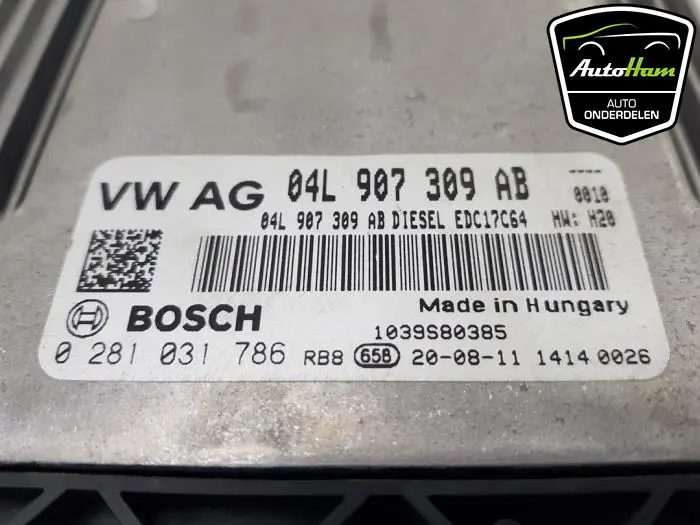 AutoHam
AUTO
ONDERDELEN
VW AG 04L 907 309 AB ----
0010
04L 907 309 AB DIESEL EDC17C64 HW: H20
Made in Hungary
BOSCH
1039S80385
0 281 031 786 RB8 658 20-08-11 1414 0026